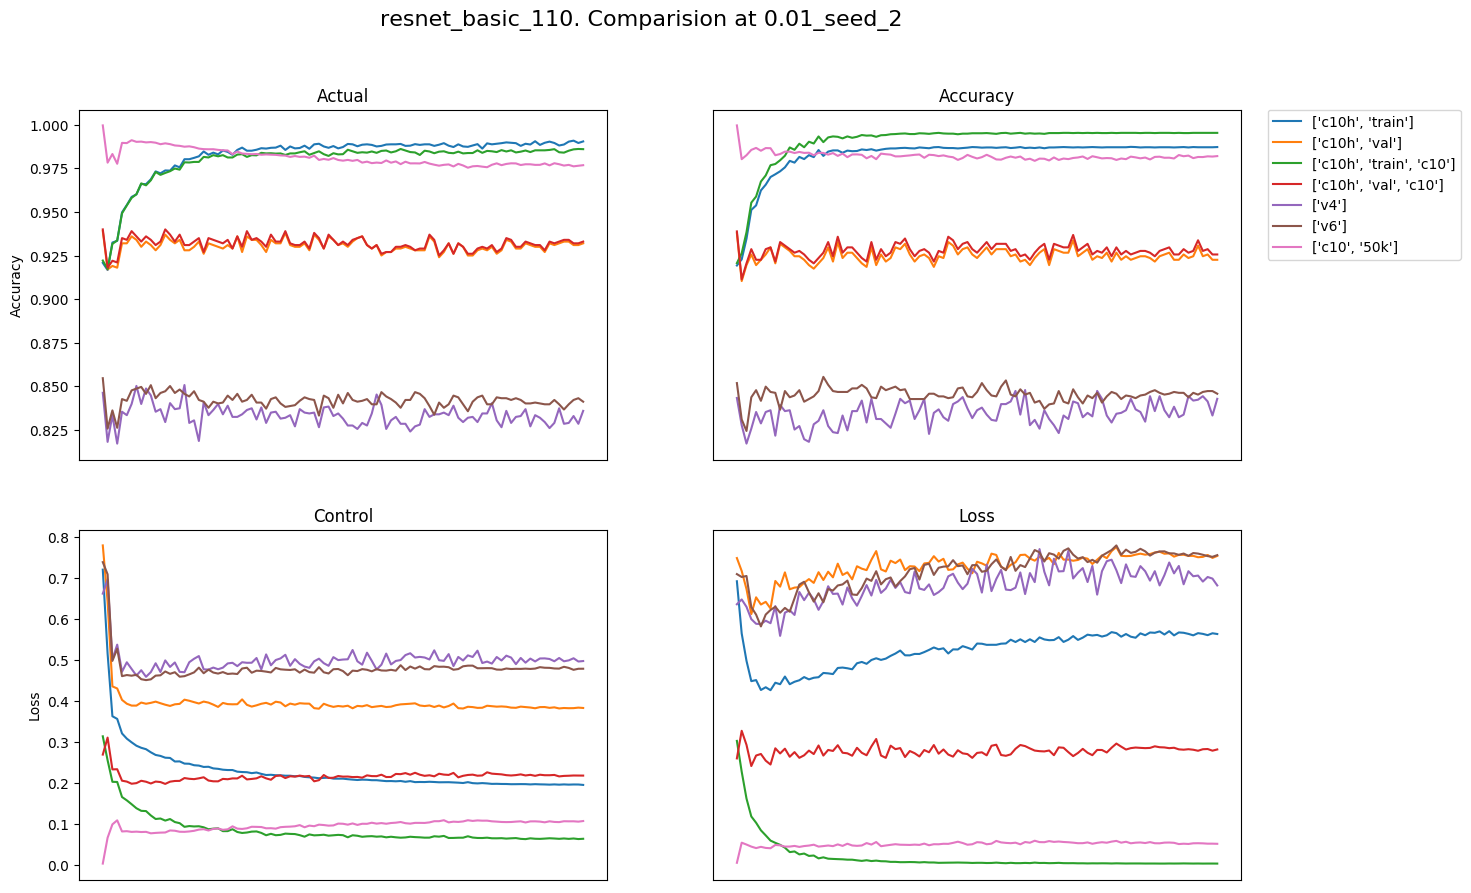 resnet_basic_110. Comparision at 0.01_seed_2
Actual
Accuracy
1.000
0.975
0.950
0.925
0.900
0.875
0.850
0.825
Accuracy
['c10h', 'train']
['c10h', 'val']
['c10h', 'train', 'c10']
['c10h', 'val', 'c10']
['v4']
['v6']
['c10', '50k']
Control
Loss
0.8
0.7
0.6
0.5
0.4
0.3
0.2
0.1
0.0
Loss